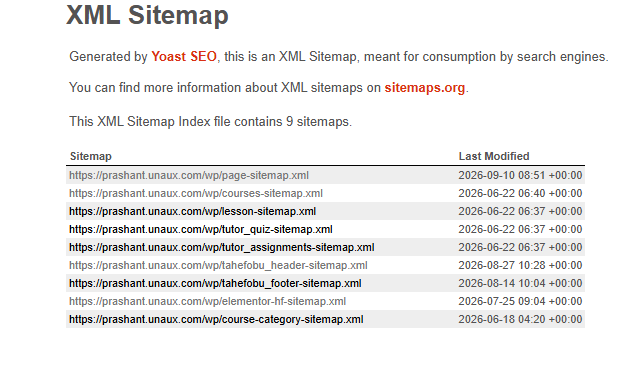 XML Sitemap
Generated by Yoast SEO, this is an XML Sitemap, meant for consumption by search engines.
You can find more information about XML sitemaps on sitemaps.org.
This XML Sitemap Index file contains 9 sitemaps.
Sitemap Last Modified
https://prashant.unaux.com/wp/page-sitemap.xml 2026-09-10 08:51 +00:00
https://prashant.unaux.com/wp/courses-sitemap.xml 2026-06-22 06:40 +00:00
https://prashant.unaux.com/wp/lesson-sitemap.xml 2026-06-22 06:37 +00:00
https://prashant.unaux.com/wp/tutor_quiz-sitemap.xml 2026-06-22 06:37 +00:00
https://prashant.unaux.com/wp/tutor_assignments-sitemap.xml 2026-06-22 06:37 +00:00
https://prashant.unaux.com/wp/tahefobu_header-sitemap.xml 2026-08-27 10:28 +00:00
https://prashant.unaux.com/wp/tahefobu_footer-sitemap.xml 2026-08-14 10:04 +00:00
https://prashant.unaux.com/wp/elementor-hf-sitemap.xml 2026-07-25 09:04 +00:00
https://prashant.unaux.com/wp/course-category-sitemap.xml 2026-06-18 04:20 +00:00